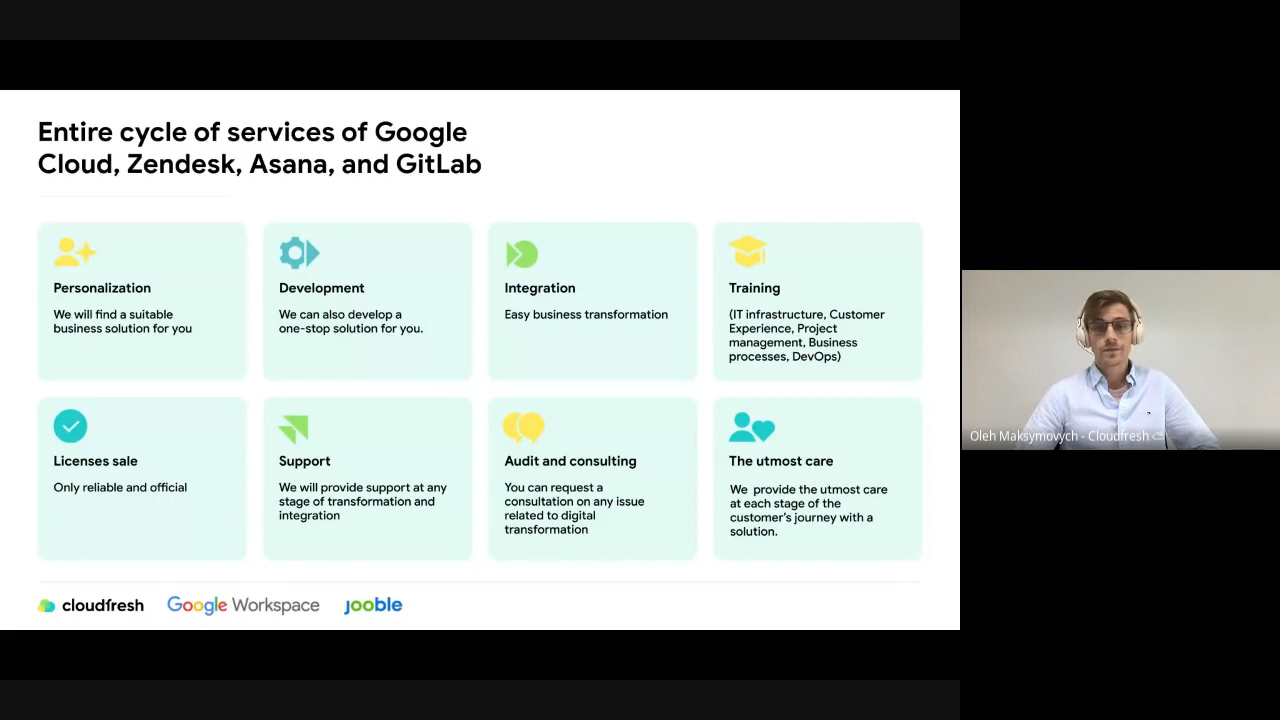 Entire cycle of services of Google
Cloud, Zendesk, Asana, and GitLab
Personalization
We will find a suitable
business solution for you
Development
We can also develop a
one-stop solution for you.
Integration
Easy business transformation
Training
(IT infrastructure, Customer
Experience, Project
management, Business
processes, DevOps)
Licenses sale
Only reliable and official
Support
We will provide support at any
stage of transformation and
integration
Audit and consulting
You can request a
consultation on any issue
related to digital
transformation
The utmost care
We provide the utmost care
at each stage of the
customer's journey with a
solution.
cloudfresh Google Workspace jooble
Oleh Maksymovych - Cloudfresh